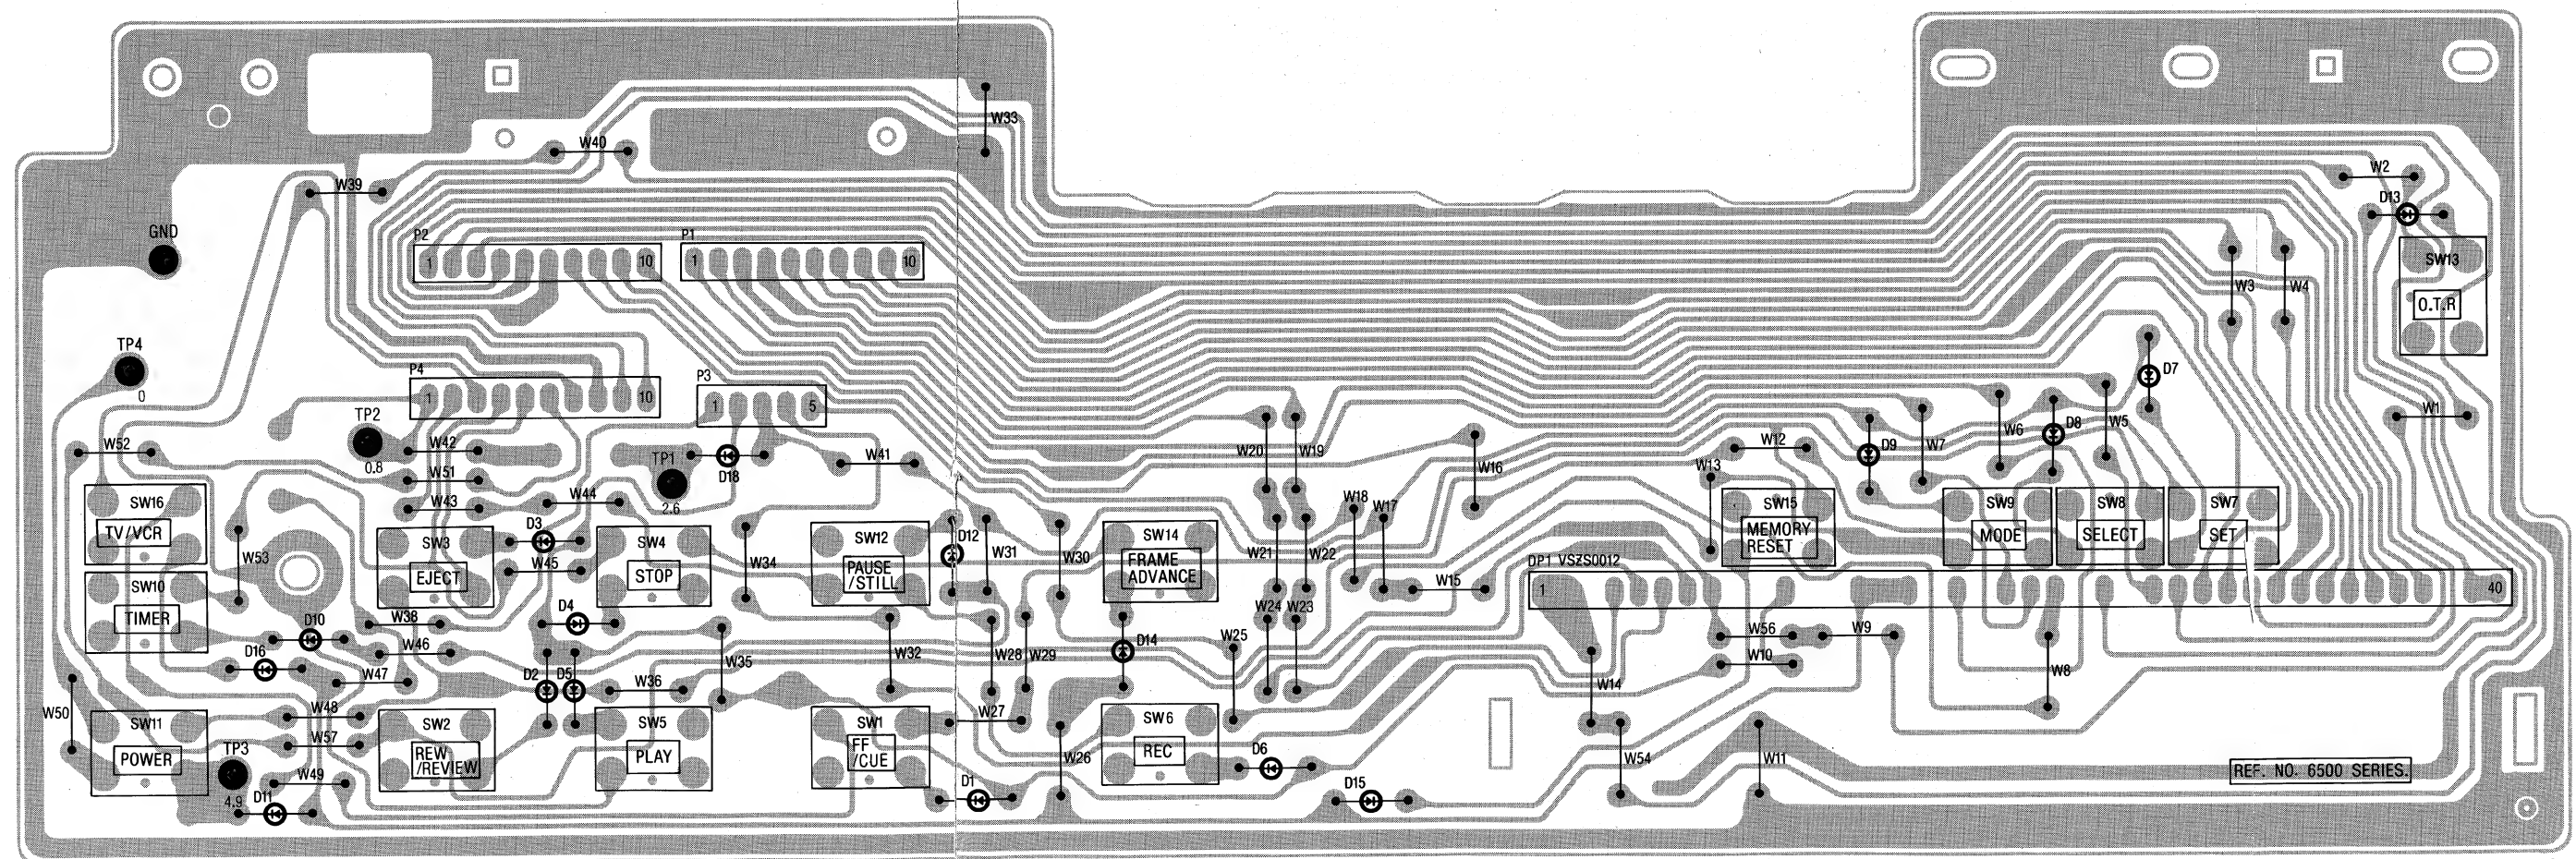 W33
W40
W2
W39
D13
GND
P2
P1
1
10
1
10
SW13
W3
W4
O.T.R
TP4
0
P4
P3
D7
1
10
1
5
TP2
0.8
W42
W52
W51
TP1
2.6
D18
W41
W20
W19
W16
W12
W13
D9
W7
W6
D8
W5
W1
W43
W44
W18
W17
SW16
TV/VCR
W53
SW3
EJECT
D3
W45
SW4
STOP
W34
SW12
PAUSE
/STILL
D12
W31
W30
SW14
FRAME
ADVANCE
W21
W22
W15
SW15
MEMORY
RESET
SW9
MODE
SW8
SELECT
SW7
SET
DP1 VSZS0012
1
40
SW10
TIMER
D10
D16
W38
W46
W47
D4
D2
D5
W36
W35
W32
W28
W29
D14
W25
W24
W23
W14
W56
W10
W9
W8
W50
SW11
POWER
TP3
4.9
D11
W48
W57
W49
SW2
REW
/REVIEW
SW5
PLAY
SW1
FF
/CUE
W27
D1
W26
SW6
REC
D6
D15
W54
W11
REF. NO. 6500 SERIES.